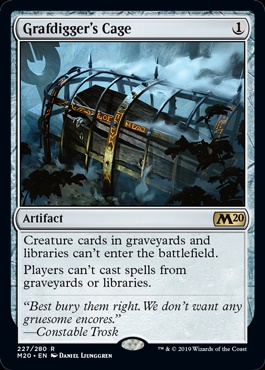 Grafdigger's Cage 1
Artifact M20
Creature cards in graveyards and
libraries can't enter the battlefield.
Players can't cast spells from
graveyards or libraries.
"Best bury them right. We don't want any
gruesome encores."
—Constable Trosk
227/280 R
M20 • EN DANIEL LJUNGGREN
™ & © 2019 Wizards of the Coast